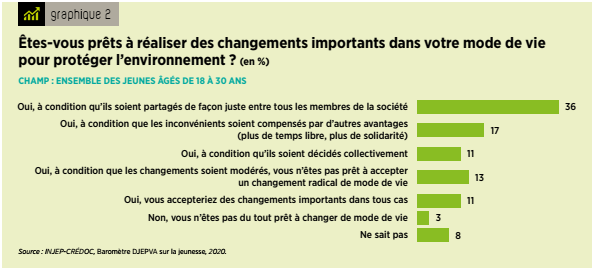 graphique 2
Êtes-vous prêts à réaliser des changements importants dans votre mode de vie
pour protéger l'environnement ? (en %)
CHAMP : ENSEMBLE DES JEUNES ÂGÉS DE 18 À 30 ANS
Oui, à condition qu'ils soient partagés de façon juste entre tous les membres de la société 36
Oui, à condition que les inconvénients soient compensés par d'autres avantages
(plus de temps libre, plus de solidarité) 17
Oui, à condition qu'ils soient décidés collectivement 11
Oui, à condition que les changements soient modérés, vous n'êtes pas prêt à accepter
un changement radical de mode de vie 13
Oui, vous accepteriez des changements importants dans tous cas 11
Non, vous n'êtes pas du tout prêt à changer de mode de vie 3
Ne sait pas 8
Source : INJEP-CRÉDOC, Baromètre DJEPVA sur la jeunesse, 2020.